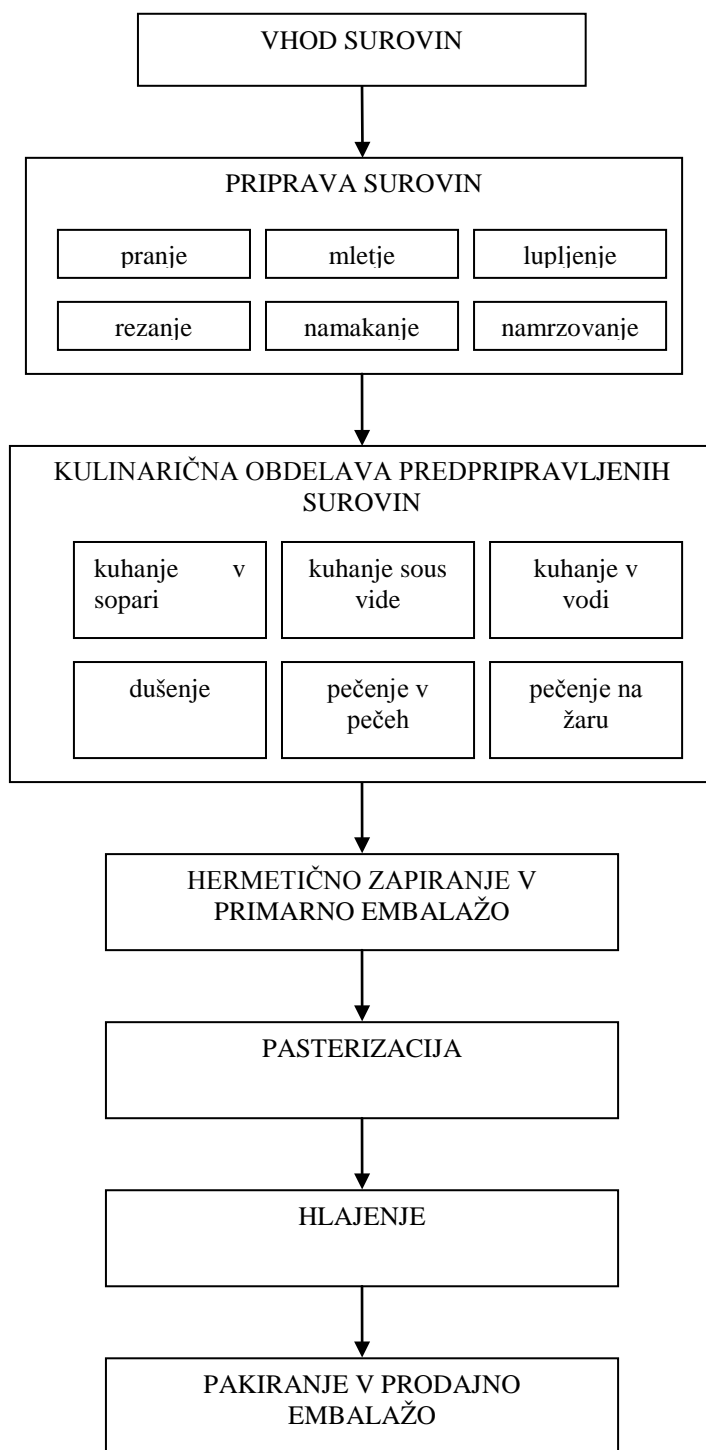 VHOD SUROVIN
PRIPRAVA SUROVIN
pranje
mletje
lupljenje
rezanje
namakanje
namrzovanje
KULINARIČNA OBDELAVA PREDPRIPRAVLJENIH
SUROVIN
kuhanje v
sopari
kuhanje sous
vide
kuhanje v
vodi
dušenje
pečenje v
pečeh
pečenje na
žaru
HERMETIČNO ZAPIRANJE V
PRIMARNO EMBALAŽO
PASTERIZACIJA
HLAJENJE
PAKIRANJE V PRODAJNO
EMBALAŽO